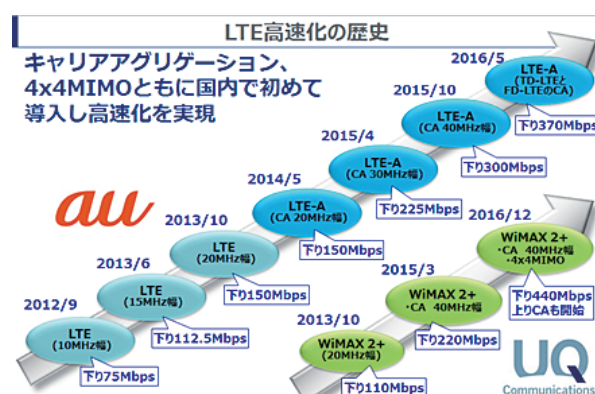 LTE高速化の歴史
キャリアアグリゲーション、
4x4MIMOともに国内で初めて
導入し高速化を実現
au
2012/9
LTE
(10MHz幅)
下り75Mbps
2013/6
LTE
(15MHz幅)
下り112.5Mbps
2013/10
LTE
(20MHz幅)
下り150Mbps
2014/5
LTE-A
(CA 20MHz幅)
下り150Mbps
2015/4
LTE-A
(CA 30MHz幅)
下り225Mbps
2015/10
LTE-A
(CA 40MHz幅)
下り300Mbps
2016/5
LTE-A
(TD-LTEと
FD-LTEのCA)
下り370Mbps
2013/10
WiMAX 2+
(20MHz幅)
下り110Mbps
2015/3
WiMAX 2+
・CA 40MHz幅
下り220Mbps
2016/12
WiMAX 2+
・CA 40MHz幅
・4x4MIMO
下り440Mbps
上りCAも開始
UQ
Communications